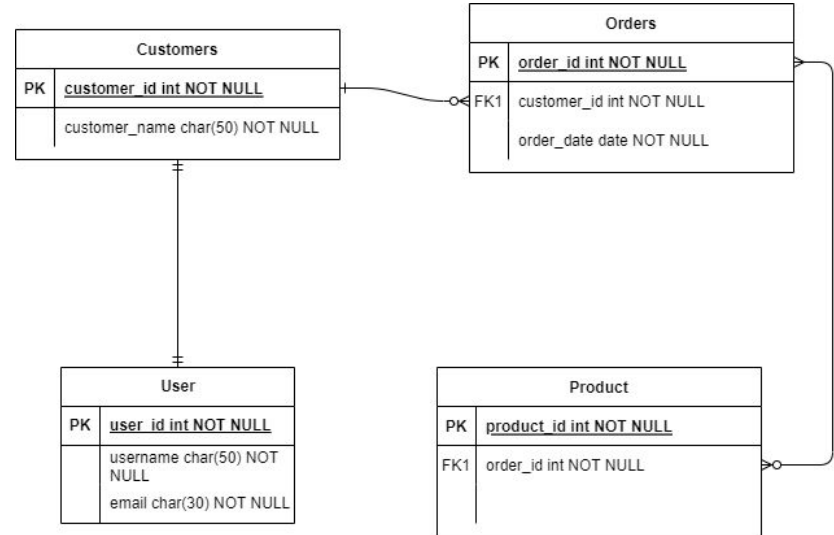 Customers
PK customer_id int NOT NULL
customer_name char(50) NOT NULL
Orders
PK order_id int NOT NULL
FK1 customer_id int NOT NULL
order_date date NOT NULL
User
PK user_id int NOT NULL
username char(50) NOT
NULL
email char(30) NOT NULL
Product
PK product_id int NOT NULL
FK1 order_id int NOT NULL